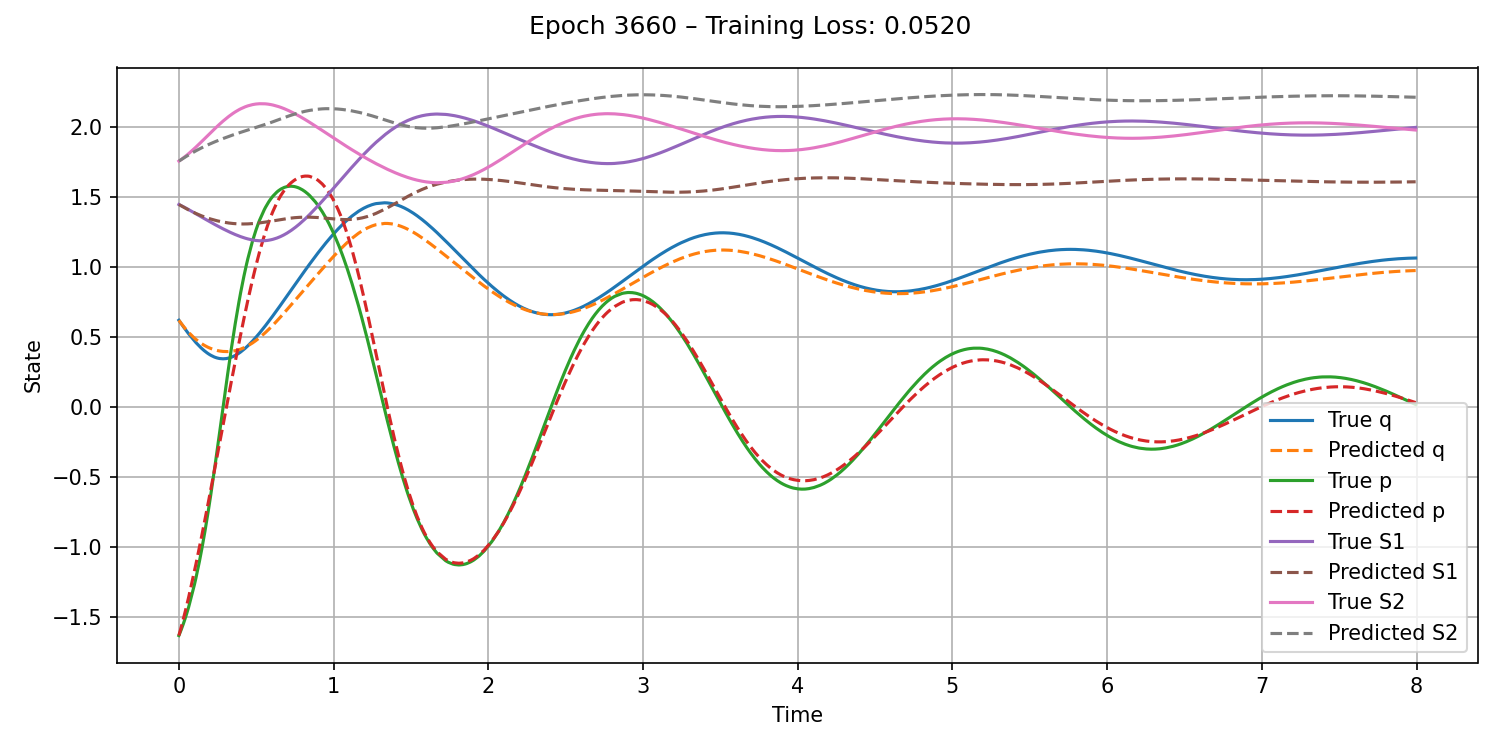 Epoch 3660 – Training Loss: 0.0520
2.0
1.5
1.0
0.5
0.0
−0.5
−1.0
−1.5
State
True q
Predicted q
True p
Predicted p
True S1
Predicted S1
True S2
Predicted S2
0 1 2 3 4 5 6 7 8
Time